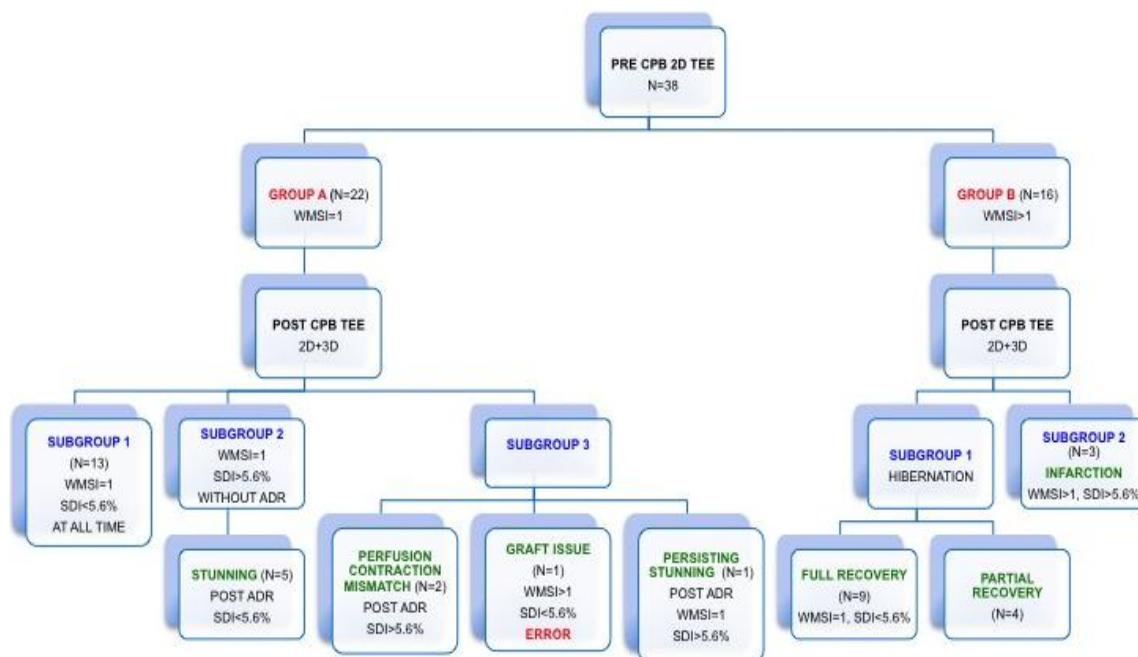 PRE CPB 2D TEE
N=38
GROUP A (N=22)
WMSI=1
GROUP B (N=16)
WMSI>1
POST CPB TEE
2D+3D
POST CPB TEE
2D+3D
SUBGROUP 1
(N=13)
WMSI=1
SDI<5.6%
AT ALL TIME
SUBGROUP 2
WMSI=1
SDI>5.6%
WITHOUT ADR
STUNNING (N=5)
POST ADR
SDI<5.6%
SUBGROUP 3
PERFUSION
CONTRACTION
MISMATCH (N=2)
POST ADR
SDI>5.6%
GRAFT ISSUE
(N=1)
WMSI>1
SDI<5.6%
ERROR
PERSISTING
STUNNING (N=1)
POST ADR
WMSI=1
SDI>5.6%
SUBGROUP 1
HIBERNATION
FULL RECOVERY
(N=9)
WMSI=1, SDI<5.6%
PARTIAL
RECOVERY
(N=4)
SUBGROUP 2
(N=3)
INFARCTION
WMSI>1, SDI>5.6%